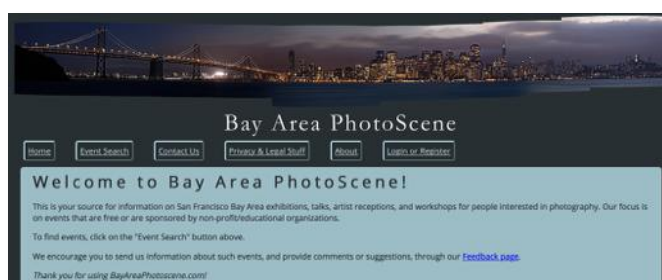 Bay Area PhotoScene
Home Event Search Contact Us Privacy & Legal Stuff About Login or Register
Welcome to Bay Area PhotoScene!
This is your source for information on San Francisco Bay Area exhibitions, talks, artist receptions, and workshops for people interested in photography. Our focus is
on events that are free or are sponsored by non-profit/educational organizations.
To find events, click on the "Event Search" button above.
We encourage you to send us information about such events, and provide comments or suggestions, through our Feedback page.
Thank you for using BayAreaPhotoscene.com!